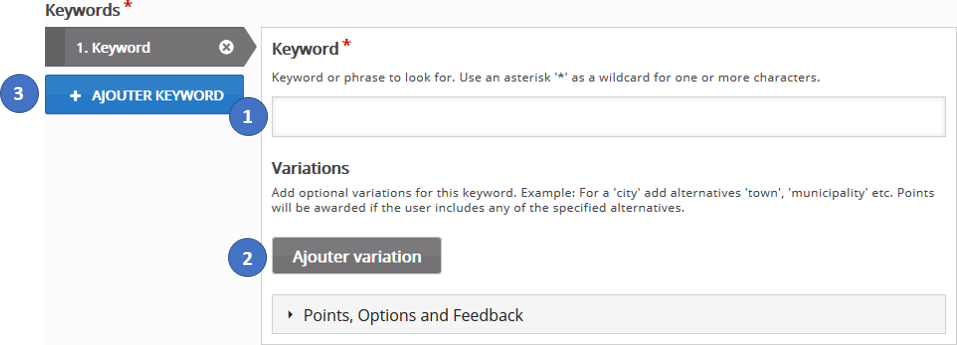 Keywords *
1. Keyword
3
+ AJOUTER KEYWORD
Keyword *
Keyword or phrase to look for. Use an asterisk '*' as a wildcard for one or more characters.
1
Variations
Add optional variations for this keyword. Example: For a 'city' add alternatives 'town', 'municipality' etc. Points
will be awarded if the user includes any of the specified alternatives.
2
Ajouter variation
Points, Options and Feedback